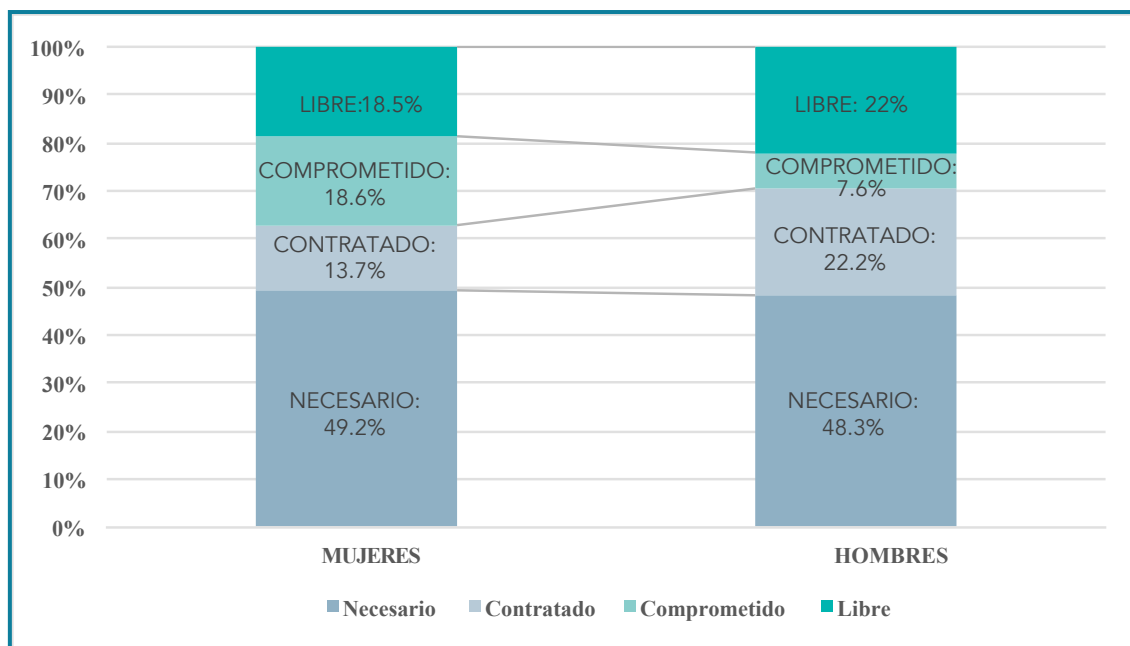 100%
90%
80%
70%
60%
50%
40%
30%
20%
10%
0%
LIBRE:18.5%
COMPROMETIDO:
18.6%
CONTRATADO:
13.7%
NECESARIO:
49.2%
LIBRE: 22%
COMPROMETIDO:
7.6%
CONTRATADO:
22.2%
NECESARIO:
48.3%
MUJERES
HOMBRES
Necesario Contratado Comprometido Libre